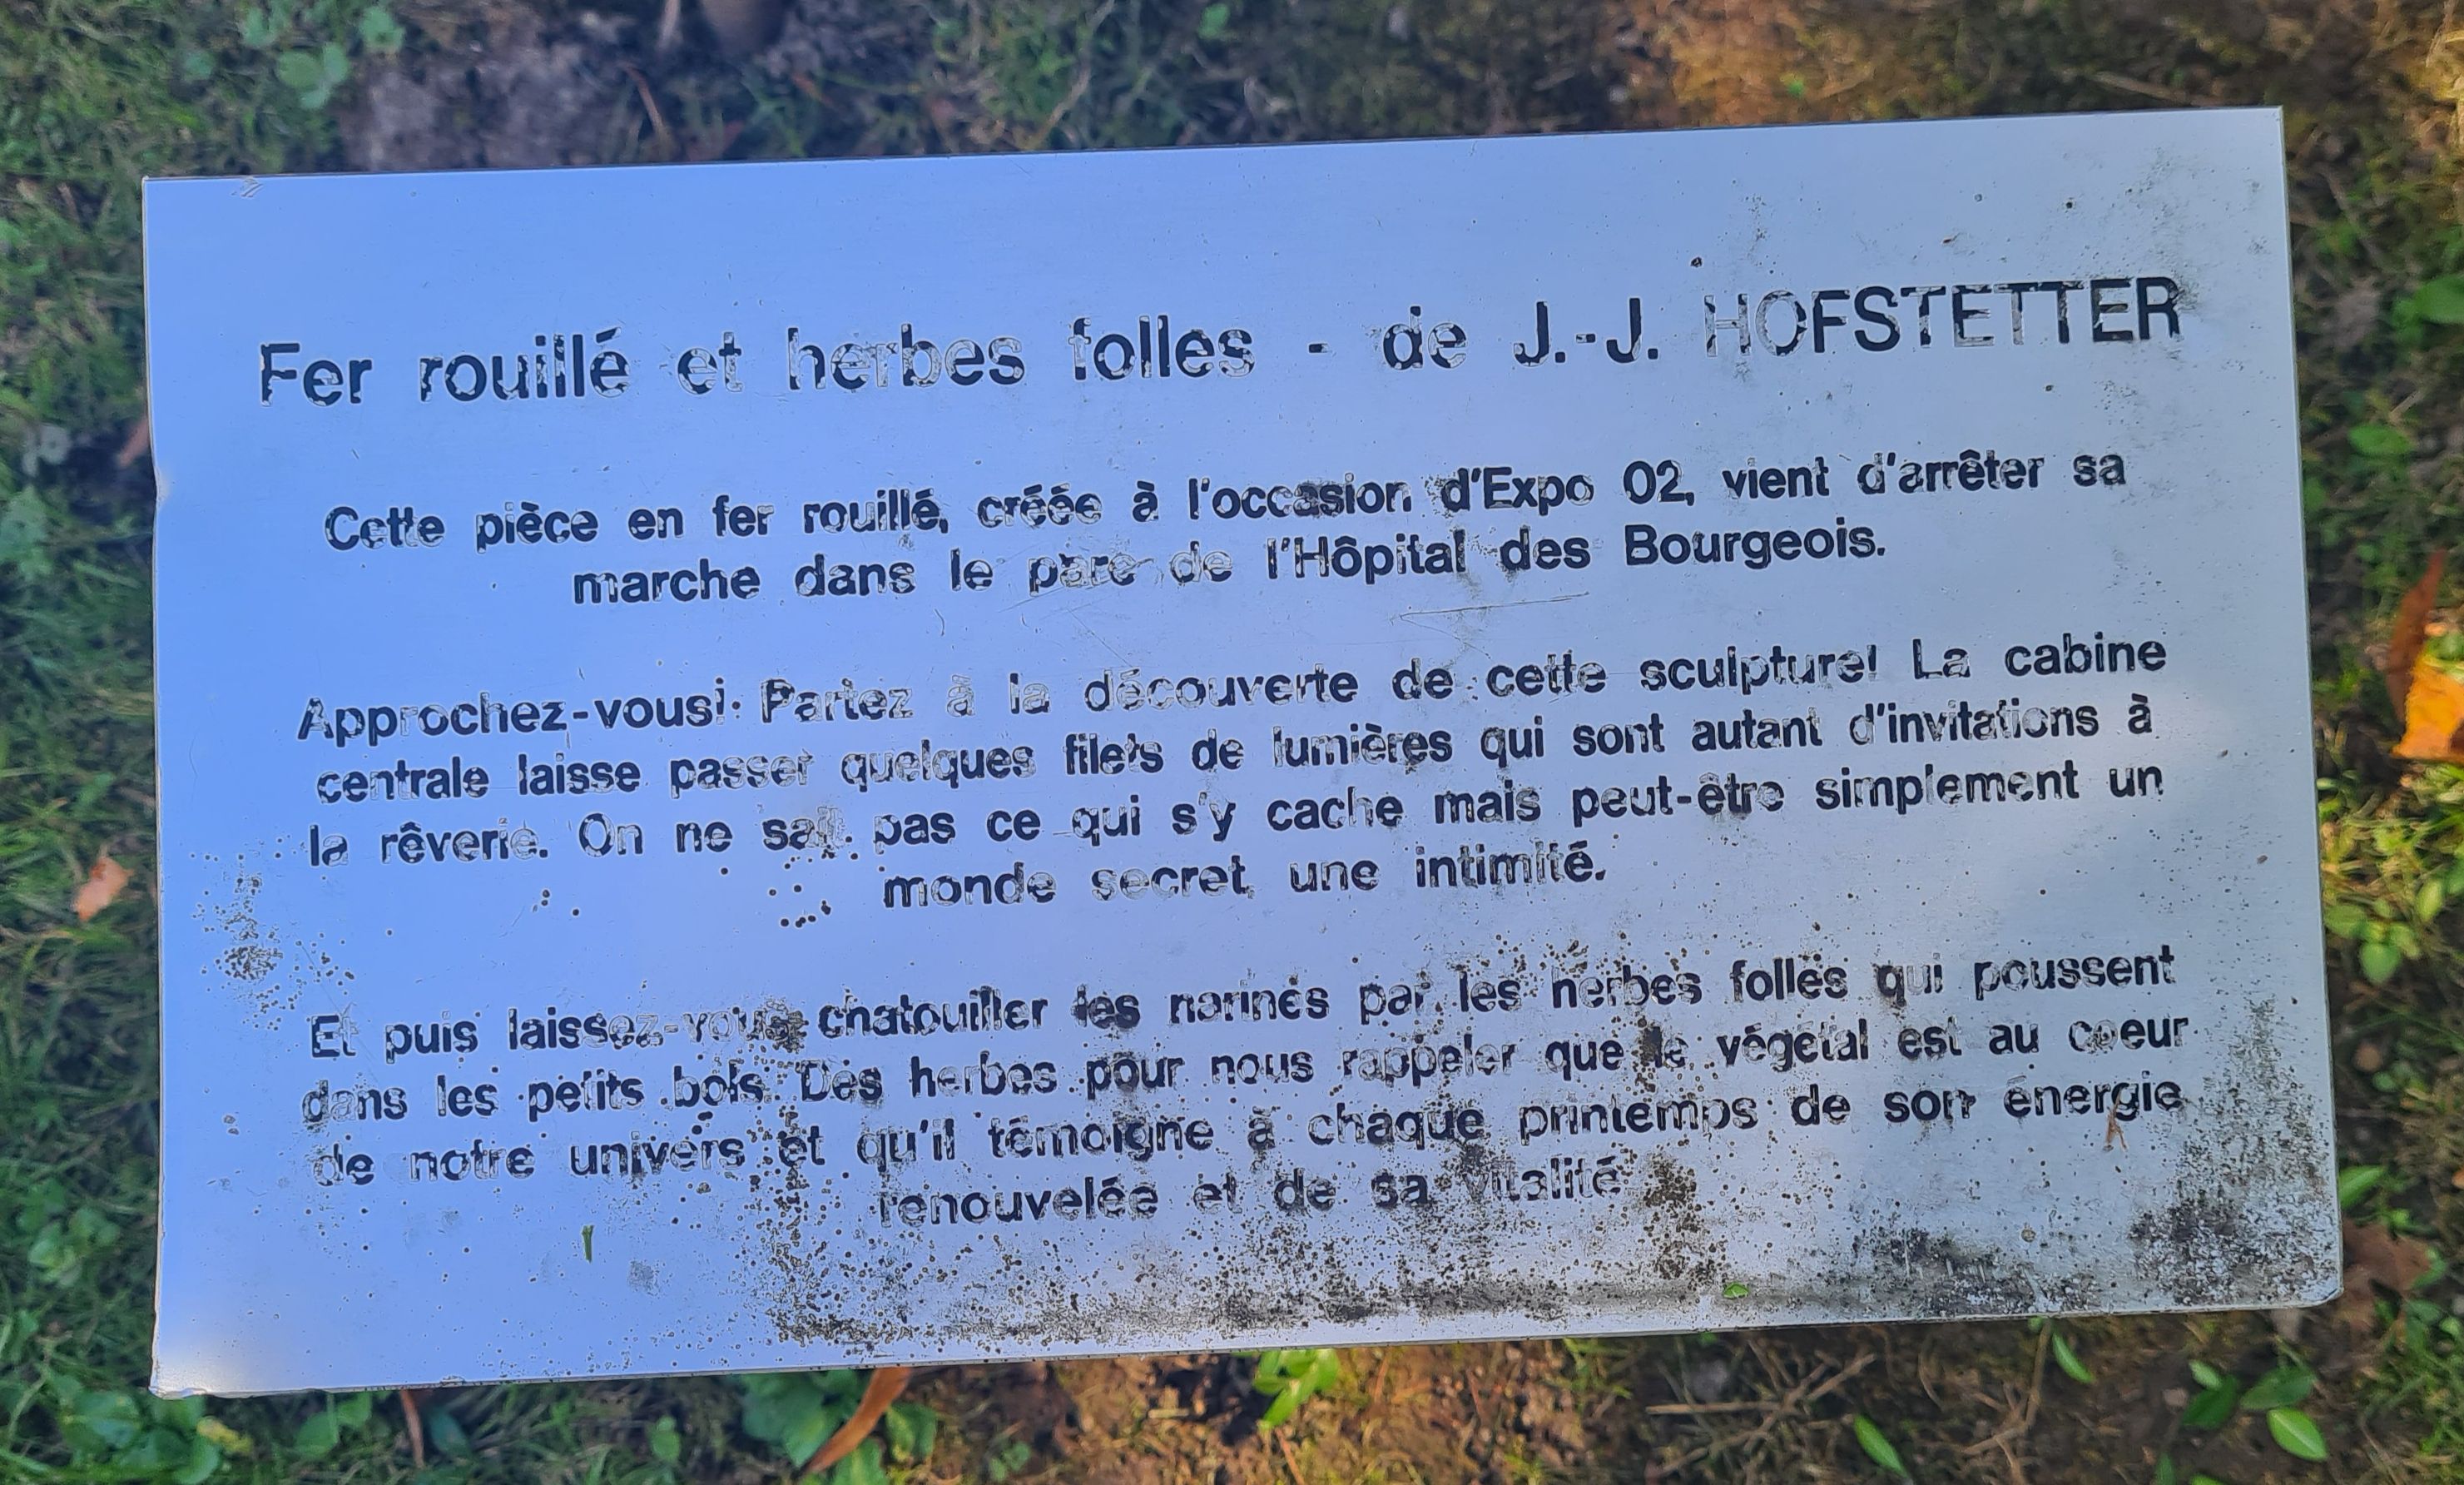 Fer rouillé et herbes folles - de J.-J. HOFSTETTER
Cette pièce en fer rouillé, créée à l'occasion d'Expo 02, vient d'arrêter sa
marche dans le parc de l'Hôpital des Bourgeois.
Approchez-vous! Partez à la découverte de cette sculpture! La cabine
centrale laisse passer quelques filets de lumières qui sont autant d'invitations à
la rêverie. On ne sait pas ce qui s'y cache mais peut-être simplement un
monde secret, une intimité.
Et puis laissez-vous chatouiller les narines par les herbes folles qui poussent
dans les petits bois. Des herbes pour nous rappeler que le végétal est au coeur
de notre univers et qu'il témoigne à chaque printemps de son énergie
renouvelée et de sa vitalité